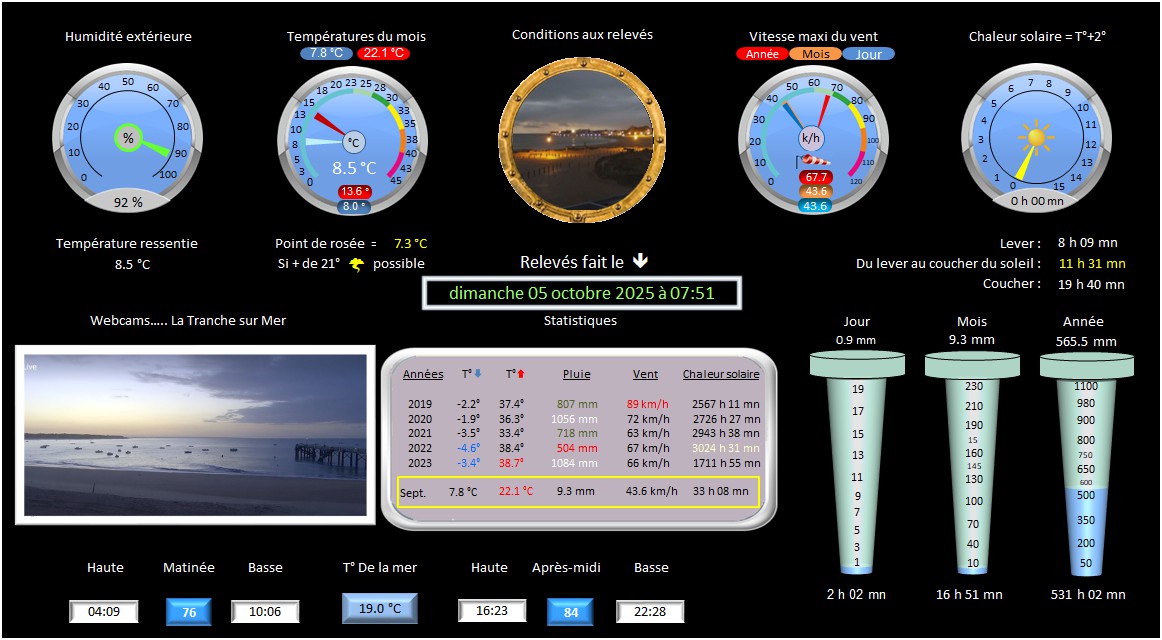 Humidité extérieure
Températures du mois
Conditions aux relevés
Vitesse maxi du vent
Chaleur solaire = T°+2°
7.8 °C 22.1 °C
Année Mois Jour
0 10 20 30 40 50 60 70 80 90 100
%
92 %
0 3 5 8 10 13 15 18 20 23 25 28 30 33 35 38 40 43 45
°C
8.5 °C
13.6 °
8.0 °
10 20 30 40 50 60 70 80 90 100 110 120
k/h
67.7
43.6
43.6
0 1 2 3 4 5 6 7 8 9 10 11 12 13 14 15
0 h 00 mn
Température ressentie
8.5 °C
Point de rosée = 7.3 °C
Si + de 21° possible
Relevés fait le
dimanche 05 octobre 2025 à 07:51
Lever : 8 h 09 mn
Du lever au coucher du soleil : 11 h 31 mn
Coucher : 19 h 40 mn
Webcams..... La Tranche sur Mer
Live
Statistiques
Années T° T° Pluie Vent Chaleur solaire
2019 -2.2° 37.4° 807 mm 89 km/h 2567 h 11 mn
2020 -1.9° 36.3° 1056 mm 72 km/h 2726 h 27 mn
2021 -3.5° 33.4° 718 mm 63 km/h 2943 h 38 mn
2022 -4.6° 38.4° 504 mm 67 km/h 3024 h 31 mn
2023 -3.4° 38.7° 1084 mm 66 km/h 1711 h 55 mn
Sept. 7.8 °C 22.1 °C 9.3 mm 43.6 km/h 33 h 08 mn
Jour
0.9 mm
19
17
15
13
11
9
7
5
3
1
2 h 02 mn
Mois
9.3 mm
230
210
190
15
160
145
130
100
70
40
10
16 h 51 mn
Année
565.5 mm
1100
980
900
800
750
650
600
500
350
200
50
531 h 02 mn
Haute Matinée Basse
04:09 76 10:06
T° De la mer
19.0 °C
Haute Après-midi Basse
16:23 84 22:28